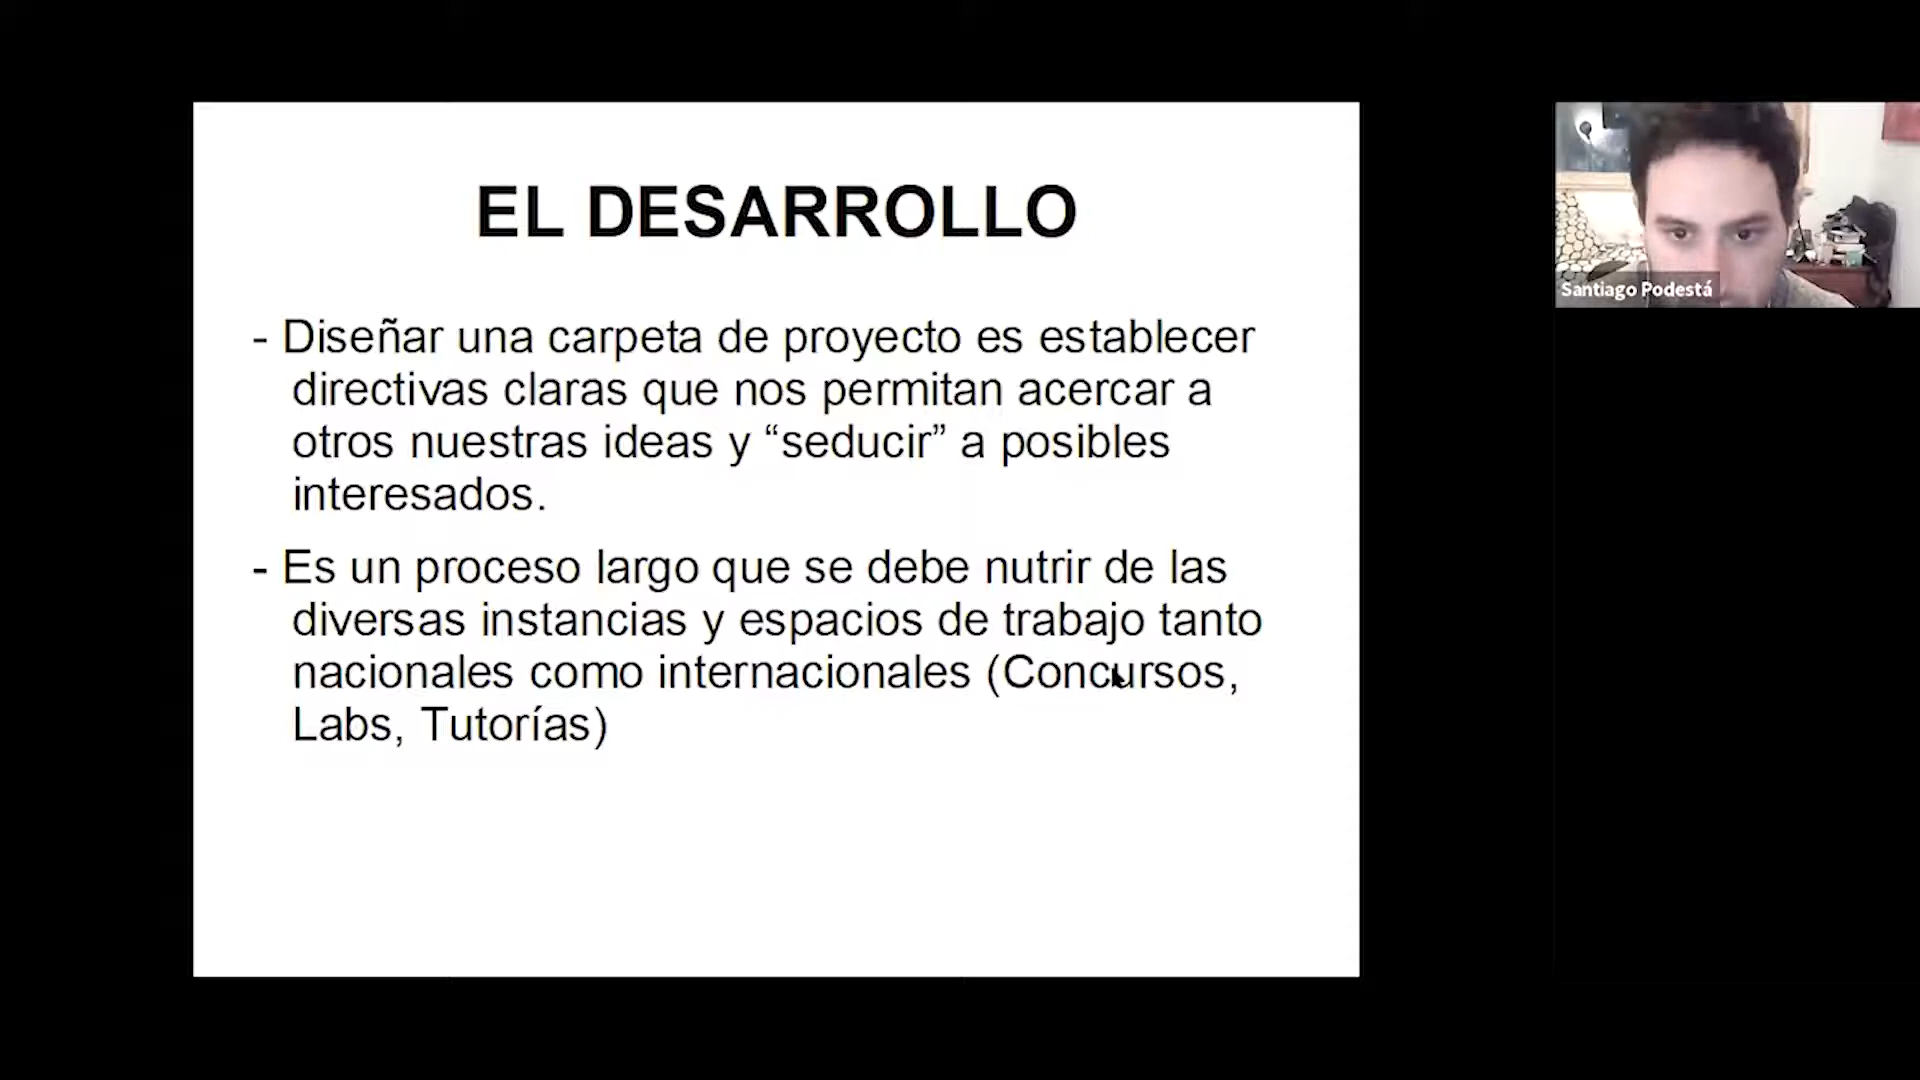 EL DESARROLLO
- Diseñar una carpeta de proyecto es establecer
directivas claras que nos permitan acercar a
otros nuestras ideas y “seducir” a posibles
interesados.
- Es un proceso largo que se debe nutrir de las
diversas instancias y espacios de trabajo tanto
nacionales como internacionales (Concursos,
Labs, Tutorías)
Santiago Podestá